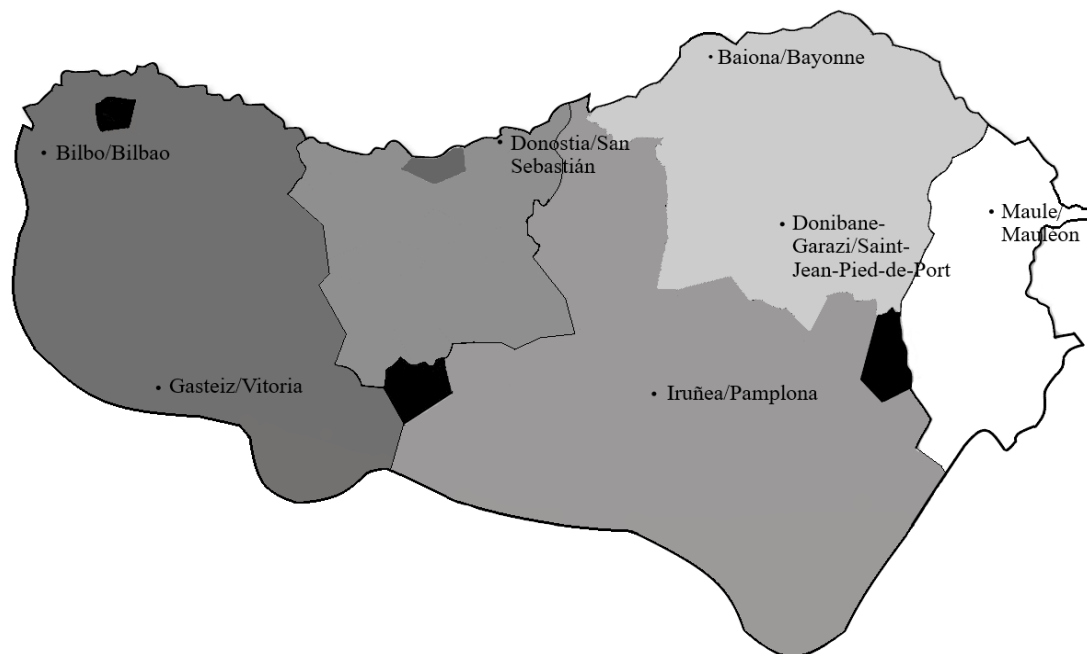 Baiona/Bayonne
Bilbo/Bilbao
Donostia/San
Sebastián
Maule/
Mauléon
Donibane-
Garazi/Saint-
Jean-Pied-de-Port
Gasteiz/Vitoria
Iruñea/Pamplona